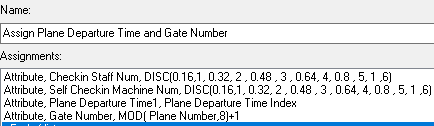 Name:
Assign Plane Departure Time and Gate Number
Assignments:
Attribute, Checkin Staff Num, DISC(0.16,1, 0.32, 2 , 0.48 , 3 , 0.64, 4, 0.8 , 5, 1 ,6)
Attribute, Self Checkin Machine Num, DISC(0.16,1, 0.32, 2 , 0.48 , 3 , 0.64, 4, 0.8 , 5, 1 ,6)
Attribute, Plane Departure Time1, Plane Departure Time Index
Attribute, Gate Number, MOD( Plane Number,8)+1